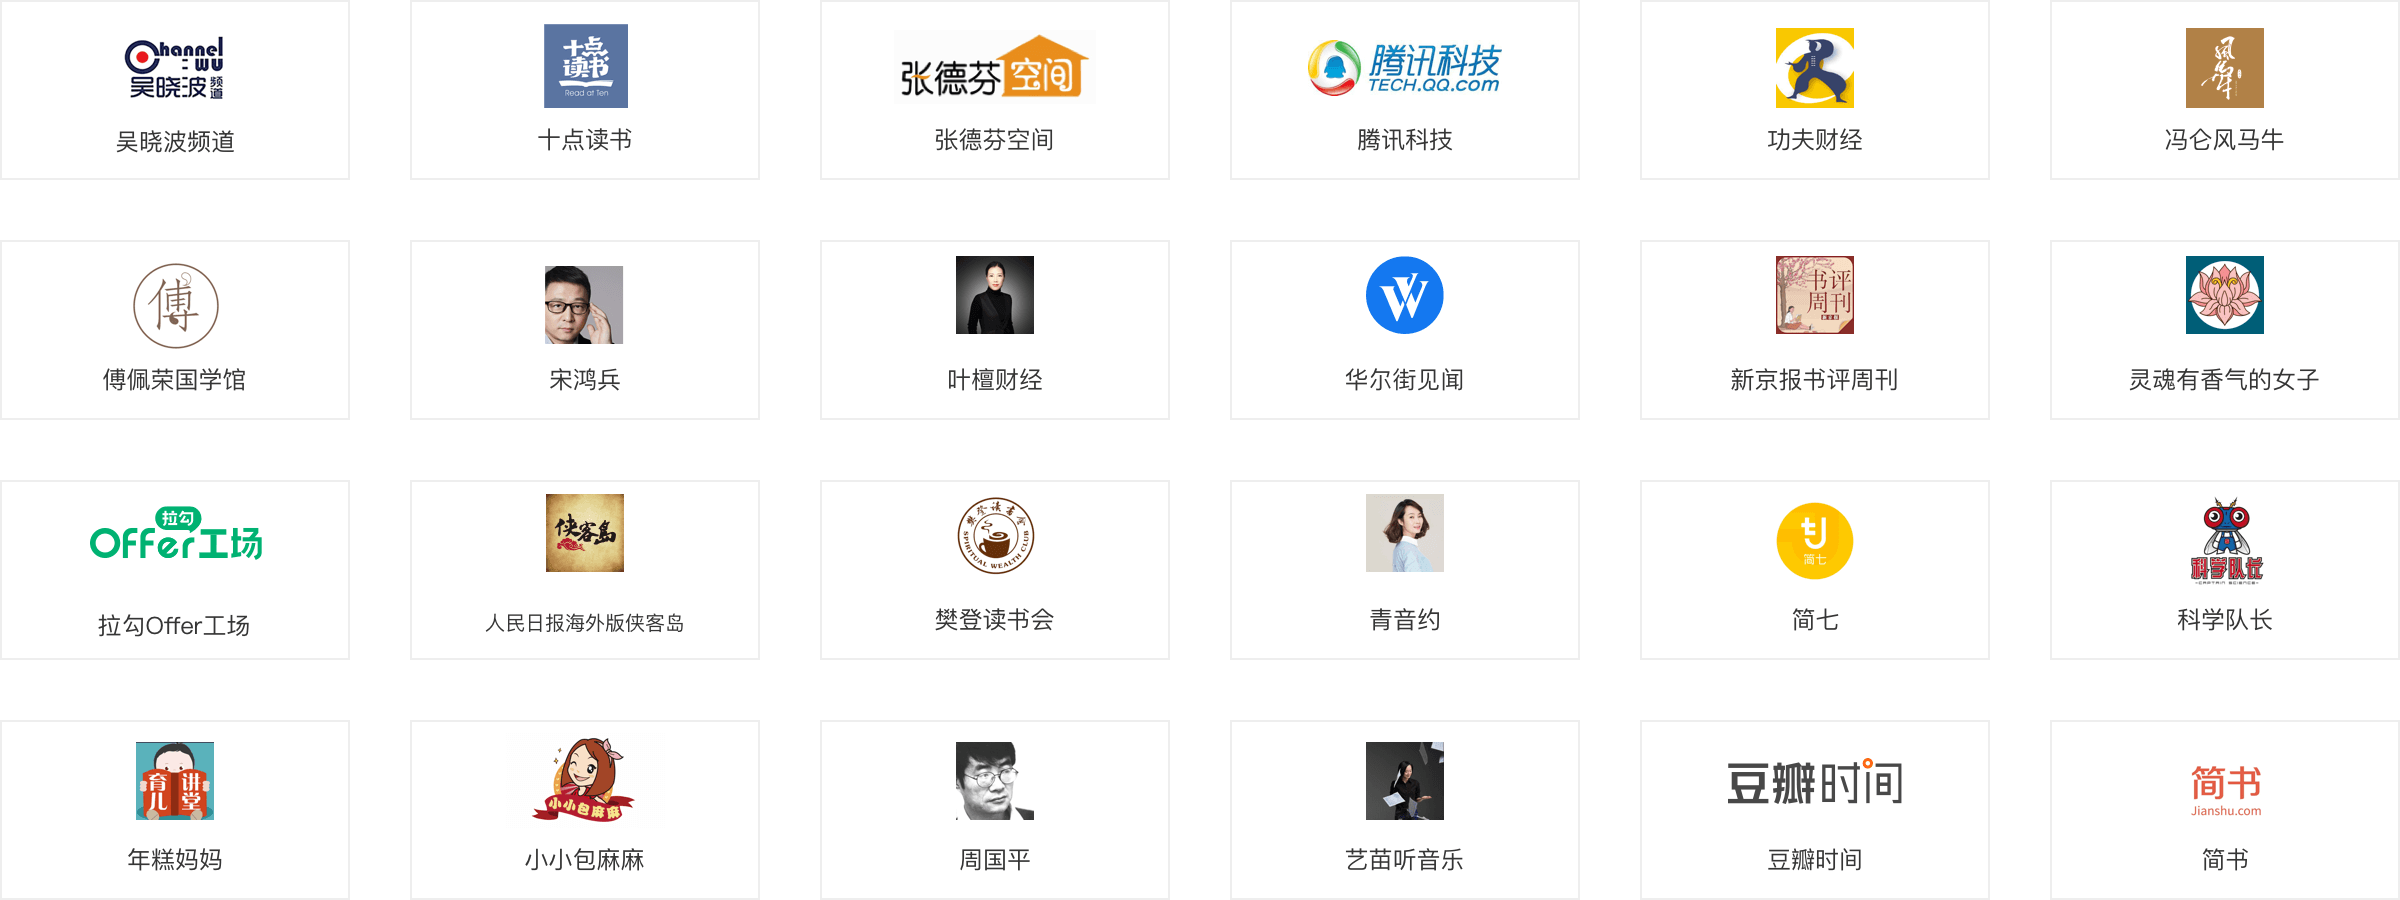 Channel
:WU
吴晓波
频道
十点
读书
Read at Ten
张德芬空间
腾讯科技
TECH.QQ.com
吴晓波频道
十点读书
张德芬空间
腾讯科技
功夫财经
冯仑风马牛
傅
W
书评
周刊
傅佩荣国学馆
宋鸿兵
叶檀财经
华尔街见闻
新京报书评周刊
灵魂有香气的女子
拉勾
Offer工场
侠客岛
樊登读书会
SPIRITUAL WEALTH CLUB
简七
科学队长
拉勾Offer工场
人民日报海外版侠客岛
樊登读书会
青音约
简七
科学队长
育儿
讲堂
小小包麻麻
豆瓣时间
简书
Jianshu.com
年糕妈妈
小小包麻麻
周国平
艺苗听音乐
豆瓣时间
简书